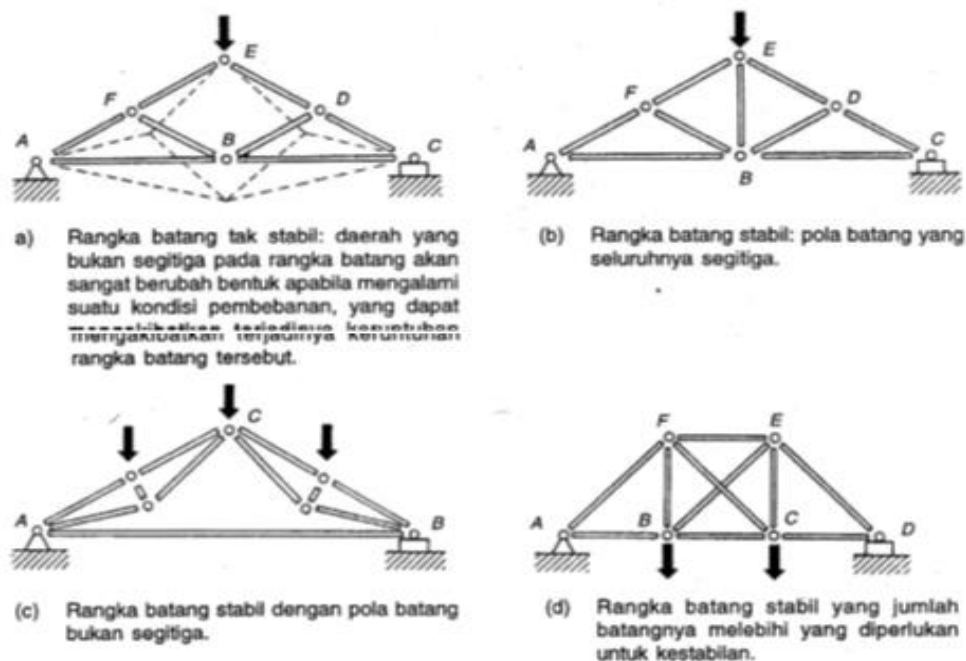 E
F
D
A
B
C
a) Rangka batang tak stabil: daerah yang
bukan segitiga pada rangka batang akan
sangat berubah bentuk apabila mengalami
suatu kondisi pembebanan, yang dapat
mengakibatkan terjadinya keruntuhan
rangka batang tersebut.
E
F
D
A
C
B
(b) Rangka batang stabil: pola batang yang
seluruhnya segitiga.
C
A
B
(c) Rangka batang stabil dengan pola batang
bukan segitiga.
F E
A B C D
(d) Rangka batang stabil yang jumlah
batangnya melebihi yang diperlukan
untuk kestabilan.